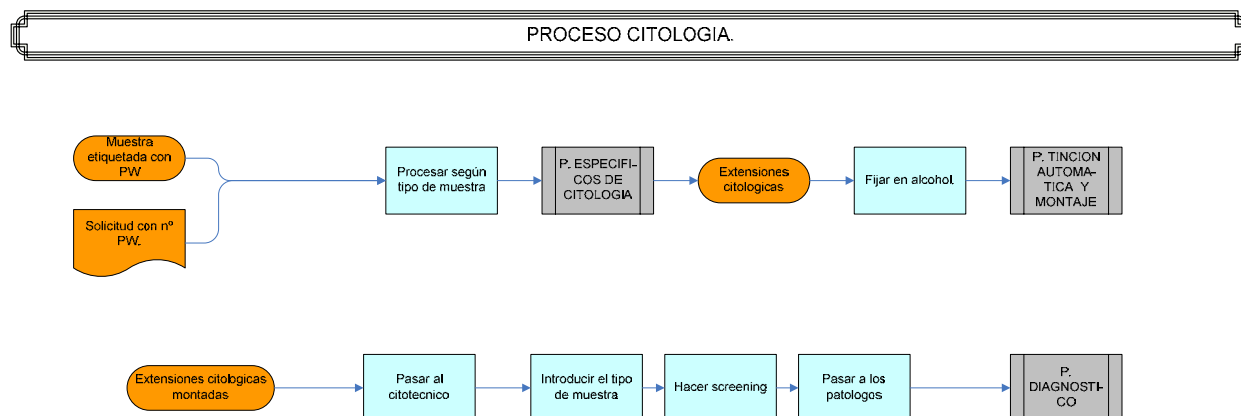 PROCESO CITOLOGIA.
Muestra
etiquetada con
PW
Solicitud con nº
PW.
Procesar según
tipo de muestra
P. ESPECIFI-
COS DE
CITOLOGIA
Extensiones
citologicas
Fijar en alcohol.
P. TINCION
AUTOMA-
TICA Y
MONTAJE
Extensiones citologicas
montadas
Pasar al
citotecnico
Introducir el tipo
de muestra
Hacer screening
Pasar a los
patologos
P.
DIAGNOSTI-
CO